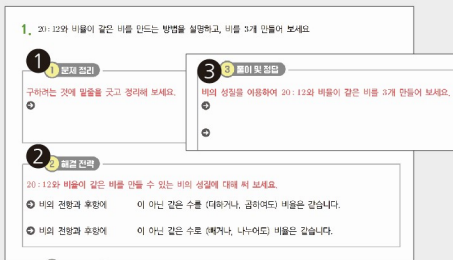 1. 20:12와 비율이 같은 비를 만드는 방법을 설명하고, 비를 3개 만들어 보세요
1
1 문제 정리
구하려는 것에 밑줄을 긋고 정리해 보세요.
2
2 해결 전략
20:12와 비율이 같은 비를 만들 수 있는 비의 성질에 대해 써 보세요.
비의 전항과 후항에 이 아닌 같은 수를 (더하거나, 곱하여도) 비율은 같습니다.
비의 전항과 후항에 이 아닌 같은 수로 (빼거나, 나누어도) 비율은 같습니다.
3
3 풀이 및 정답
비의 성질을 이용하여 20:12와 비율이 같은 비를 3개 만들어 보세요.